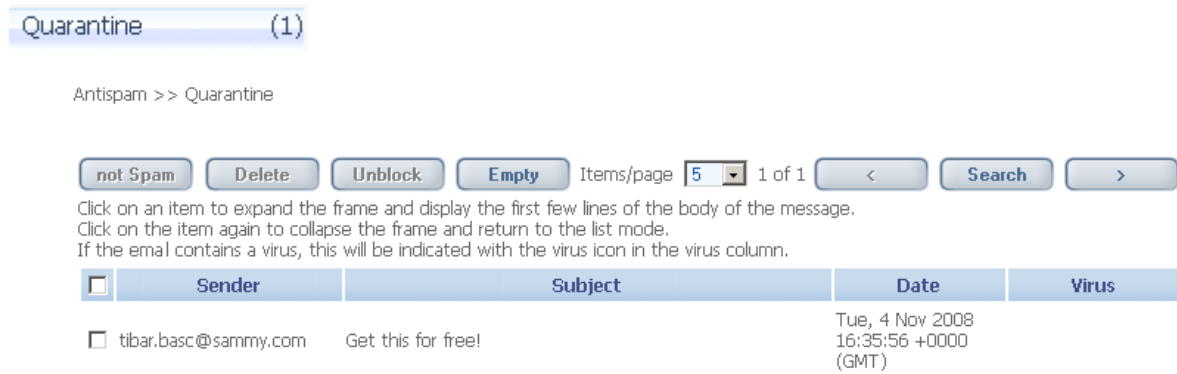 Quarantine (1)
Antispam >> Quarantine
not Spam Delete Unblock Empty Items/page 5 1 of 1 < Search >
Click on an item to expand the frame and display the first few lines of the body of the message.
Click on the item again to collapse the frame and return to the list mode.
If the emal contains a virus, this will be indicated with the virus icon in the virus column.
Sender Subject Date Virus
tibar.basc@sammy.com Get this for free! Tue, 4 Nov 2008
16:35:56 +0000
(GMT)